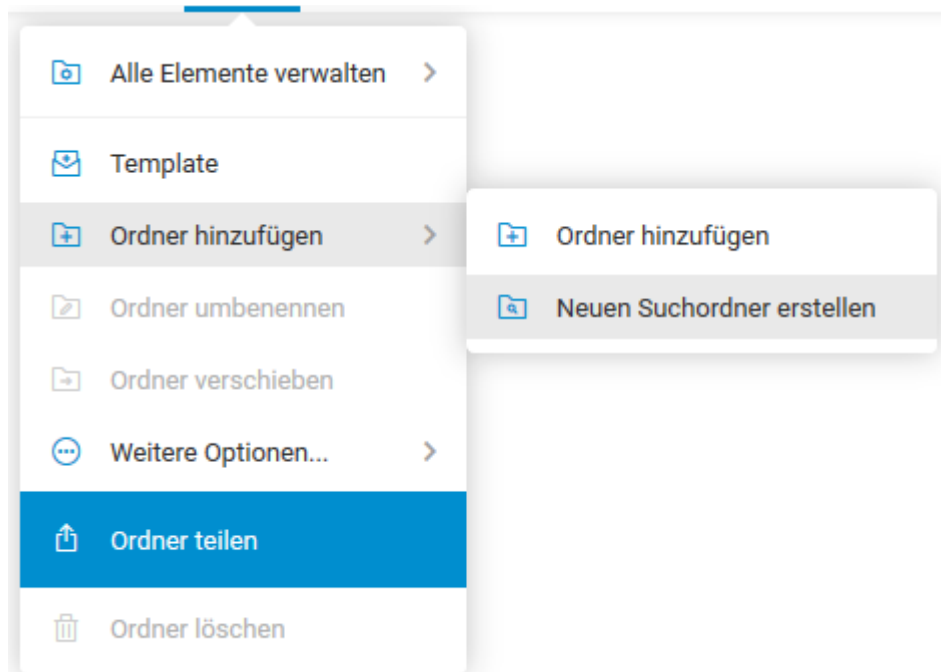 Alle Elemente verwalten
Template
Ordner hinzufügen
Ordner hinzufügen
Neuen Suchordner erstellen
Ordner umbenennen
Ordner verschieben
Weitere Optionen...
Ordner teilen
Ordner löschen